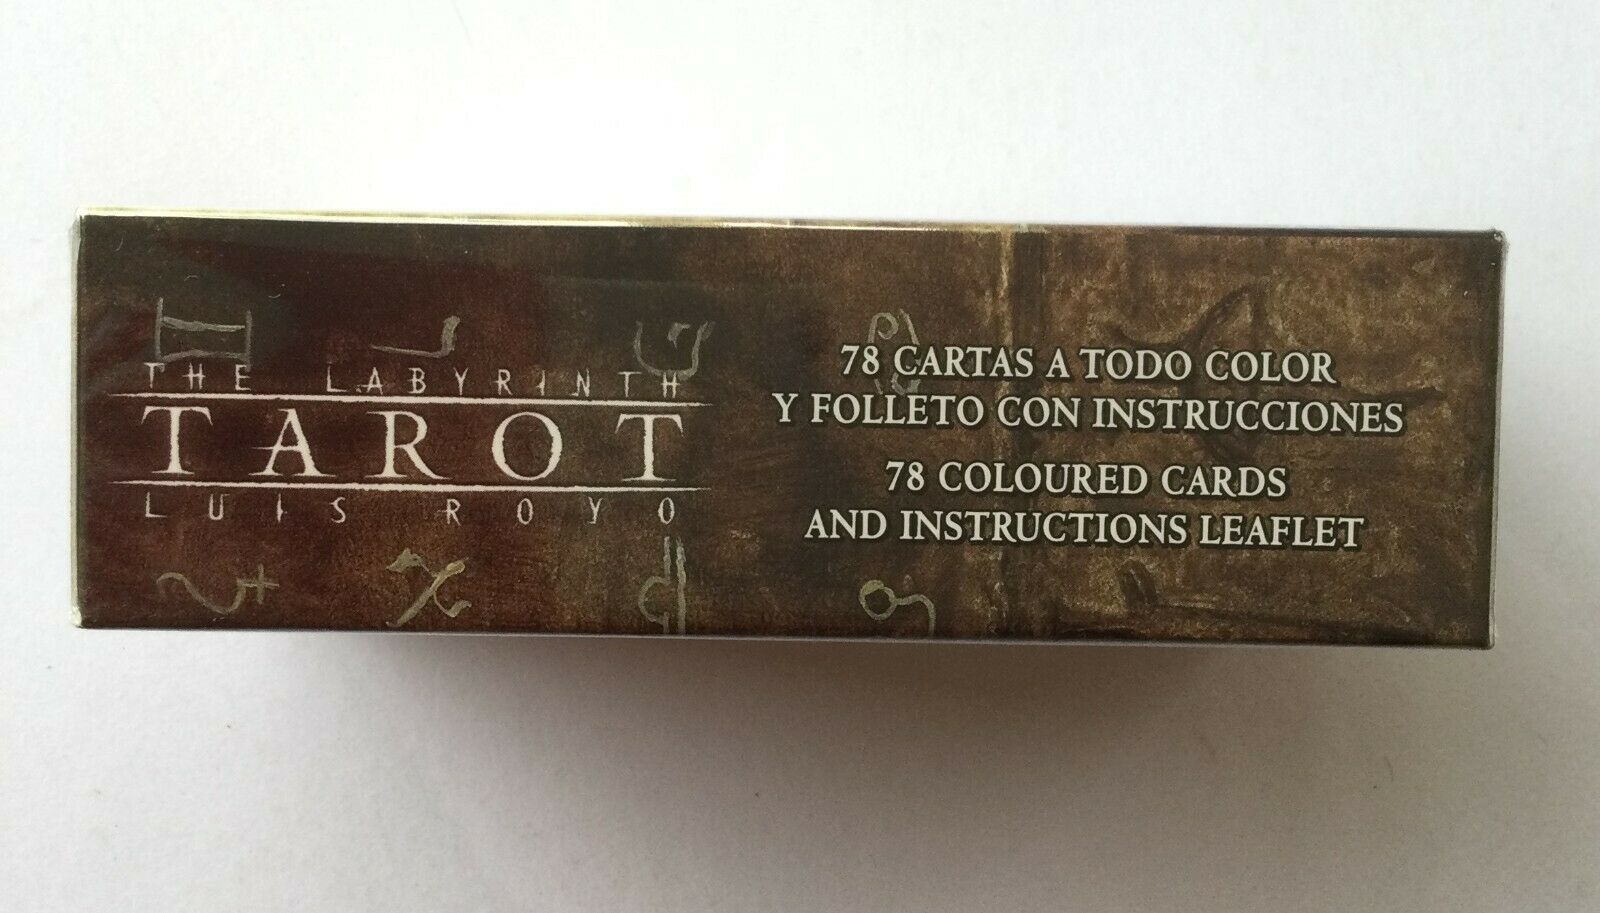 THE LABYRINTH
TAROT
LUIS ROYO
78 CARTAS A TODO COLOR
Y FOLLETO CON INSTRUCCIONES
78 COLOURED CARDS
AND INSTRUCTIONS LEAFLET